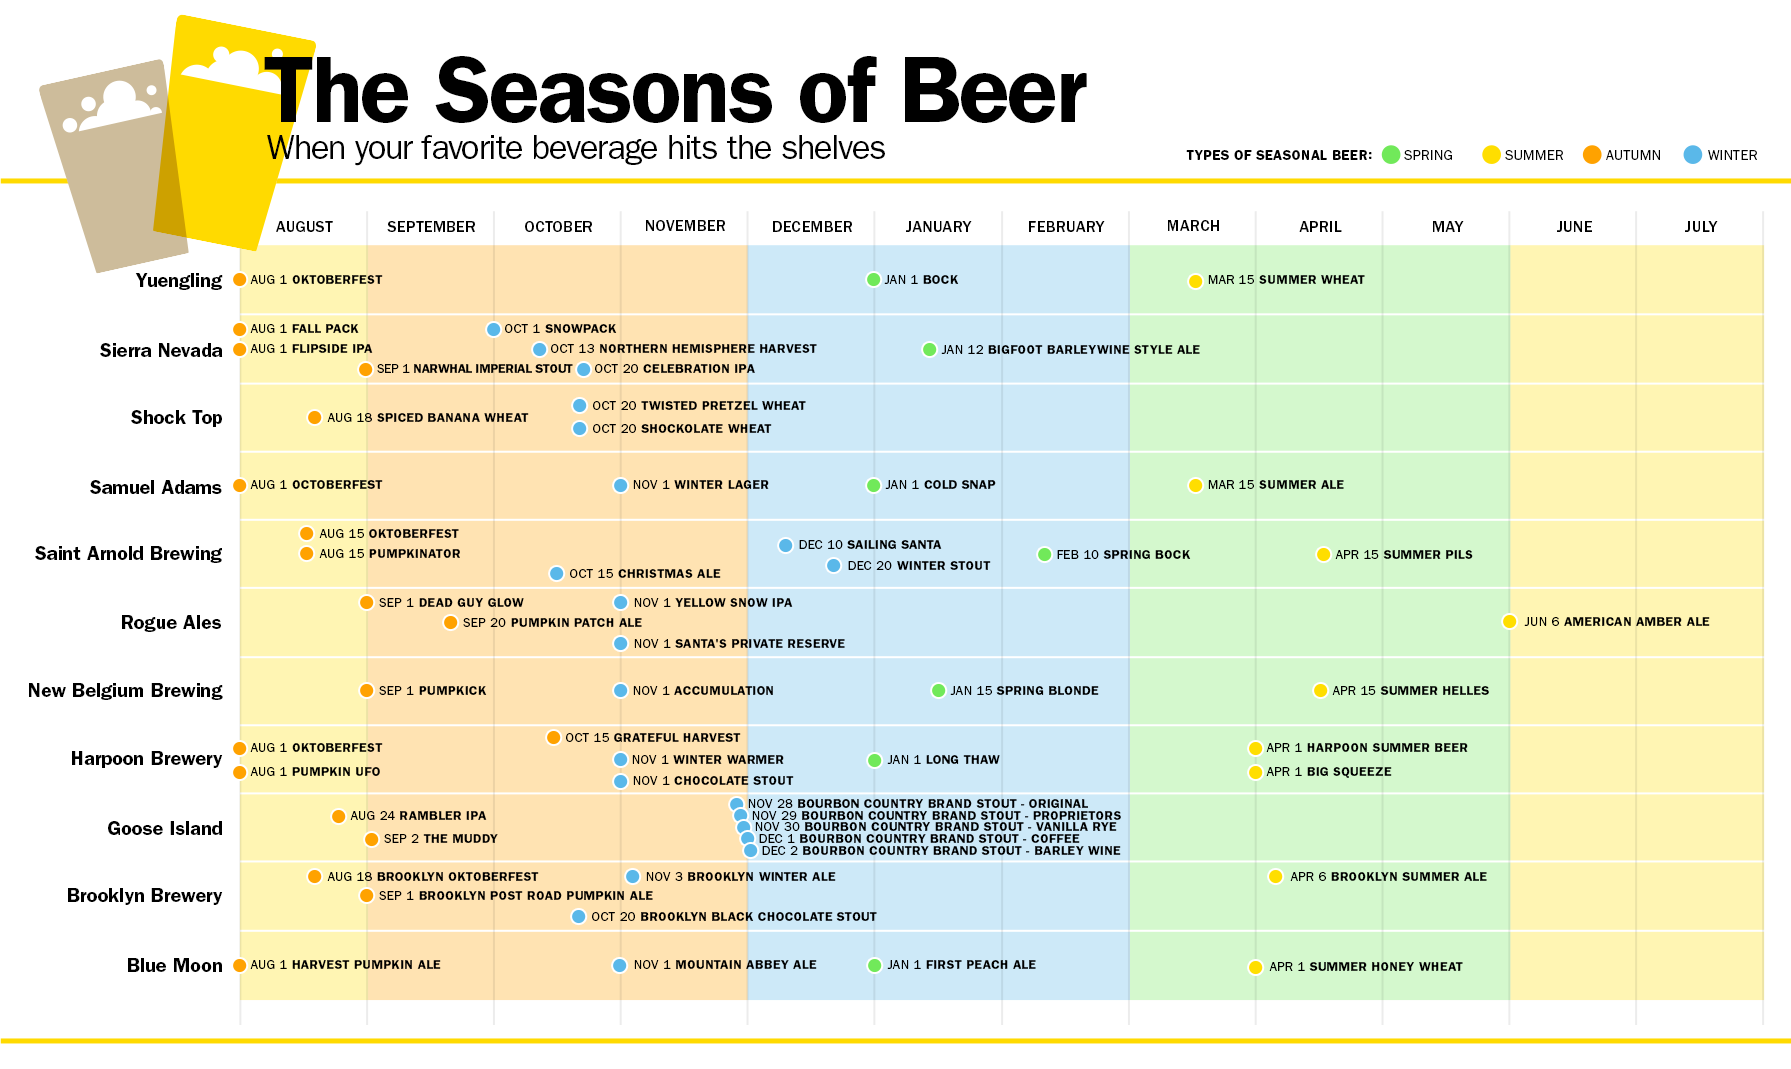 The Seasons of Beer
When your favorite beverage hits the shelves
TYPES OF SEASONAL BEER: SPRING SUMMER AUTUMN WINTER
AUGUST SEPTEMBER OCTOBER NOVEMBER DECEMBER JANUARY FEBRUARY MARCH APRIL MAY JUNE JULY
Yuengling AUG 1 OKTOBERFEST JAN 1 BOCK MAR 15 SUMMER WHEAT
AUG 1 FALL PACK OCT 1 SNOWPACK
Sierra Nevada AUG 1 FLIPSIDE IPA OCT 13 NORTHERN HEMISPHERE HARVEST JAN 12 BIGFOOT BARLEYWINE STYLE ALE
SEP 1 NARWHAL IMPERIAL STOUT OCT 20 CELEBRATION IPA
OCT 20 TWISTED PRETZEL WHEAT
Shock Top AUG 18 SPICED BANANA WHEAT
OCT 20 SHOCKOLATE WHEAT
Samuel Adams AUG 1 OCTOBERFEST NOV 1 WINTER LAGER JAN 1 COLD SNAP MAR 15 SUMMER ALE
AUG 15 OKTOBERFEST
DEC 10 SAILING SANTA
Saint Arnold Brewing AUG 15 PUMPKINATOR FEB 10 SPRING BOCK APR 15 SUMMER PILS
DEC 20 WINTER STOUT
OCT 15 CHRISTMAS ALE
SEP 1 DEAD GUY GLOW NOV 1 YELLOW SNOW IPA
Rogue Ales SEP 20 PUMPKIN PATCH ALE JUN 6 AMERICAN AMBER ALE
NOV 1 SANTA'S PRIVATE RESERVE
New Belgium Brewing SEP 1 PUMPKICK NOV 1 ACCUMULATION JAN 15 SPRING BLONDE APR 15 SUMMER HELLES
OCT 15 GRATEFUL HARVEST
AUG 1 OKTOBERFEST APR 1 HARPOON SUMMER BEER
Harpoon Brewery NOV 1 WINTER WARMER JAN 1 LONG THAW
AUG 1 PUMPKIN UFO APR 1 BIG SQUEEZE
NOV 1 CHOCOLATE STOUT
NOV 28 BOURBON COUNTRY BRAND STOUT - ORIGINAL
AUG 24 RAMBLER IPA NOV 29 BOURBON COUNTRY BRAND STOUT - PROPRIETORS
Goose Island NOV 30 BOURBON COUNTRY BRAND STOUT - VANILLA RYE
SEP 2 THE MUDDY DEC 1 BOURBON COUNTRY BRAND STOUT - COFFEE
DEC 2 BOURBON COUNTRY BRAND STOUT - BARLEY WINE
AUG 18 BROOKLYN OKTOBERFEST NOV 3 BROOKLYN WINTER ALE APR 6 BROOKLYN SUMMER ALE
Brooklyn Brewery SEP 1 BROOKLYN POST ROAD PUMPKIN ALE
OCT 20 BROOKLYN BLACK CHOCOLATE STOUT
Blue Moon AUG 1 HARVEST PUMPKIN ALE NOV 1 MOUNTAIN ABBEY ALE JAN 1 FIRST PEACH ALE APR 1 SUMMER HONEY WHEAT